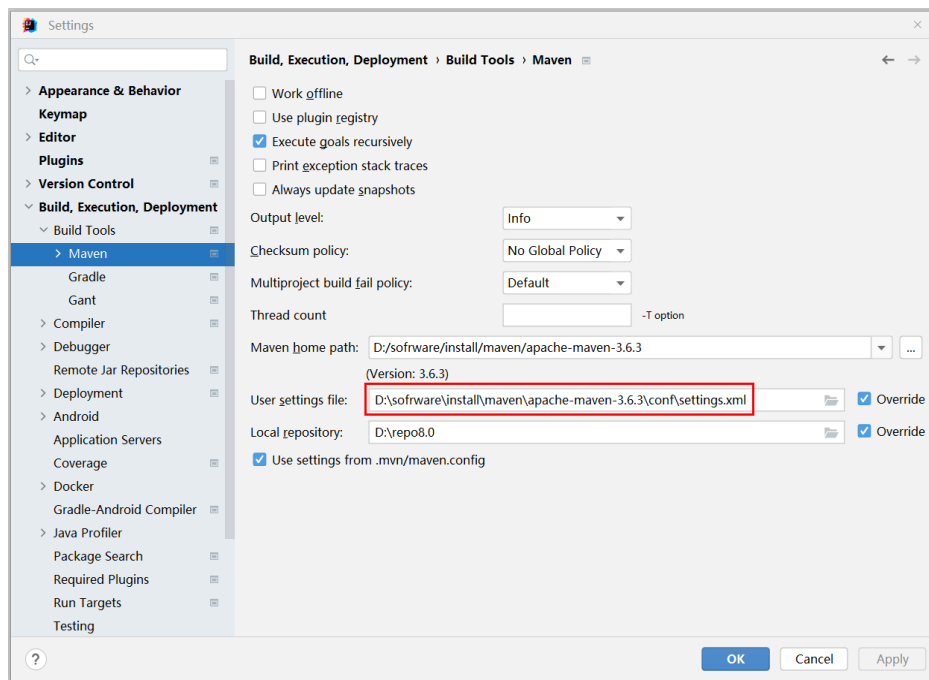 Settings
Build, Execution, Deployment › Build Tools › Maven
Appearance & Behavior
Keymap
Editor
Plugins
Version Control
Build, Execution, Deployment
Build Tools
Maven
Gradle
Gant
Compiler
Debugger
Remote Jar Repositories
Deployment
Android
Application Servers
Coverage
Docker
Gradle-Android Compiler
Java Profiler
Package Search
Required Plugins
Run Targets
Testing
Work offline
Use plugin registry
Execute goals recursively
Print exception stack traces
Always update snapshots
Output level: Info
Checksum policy: No Global Policy
Multiproject build fail policy: Default
Thread count -T option
Maven home path: D:/sofrware/install/maven/apache-maven-3.6.3 ...
(Version: 3.6.3)
User settings file: D:\sofrware\install\maven\apache-maven-3.6.3\conf\settings.xml Override
Local repository: D:\repo8.0 Override
Use settings from .mvn/maven.config
? OK Cancel Apply